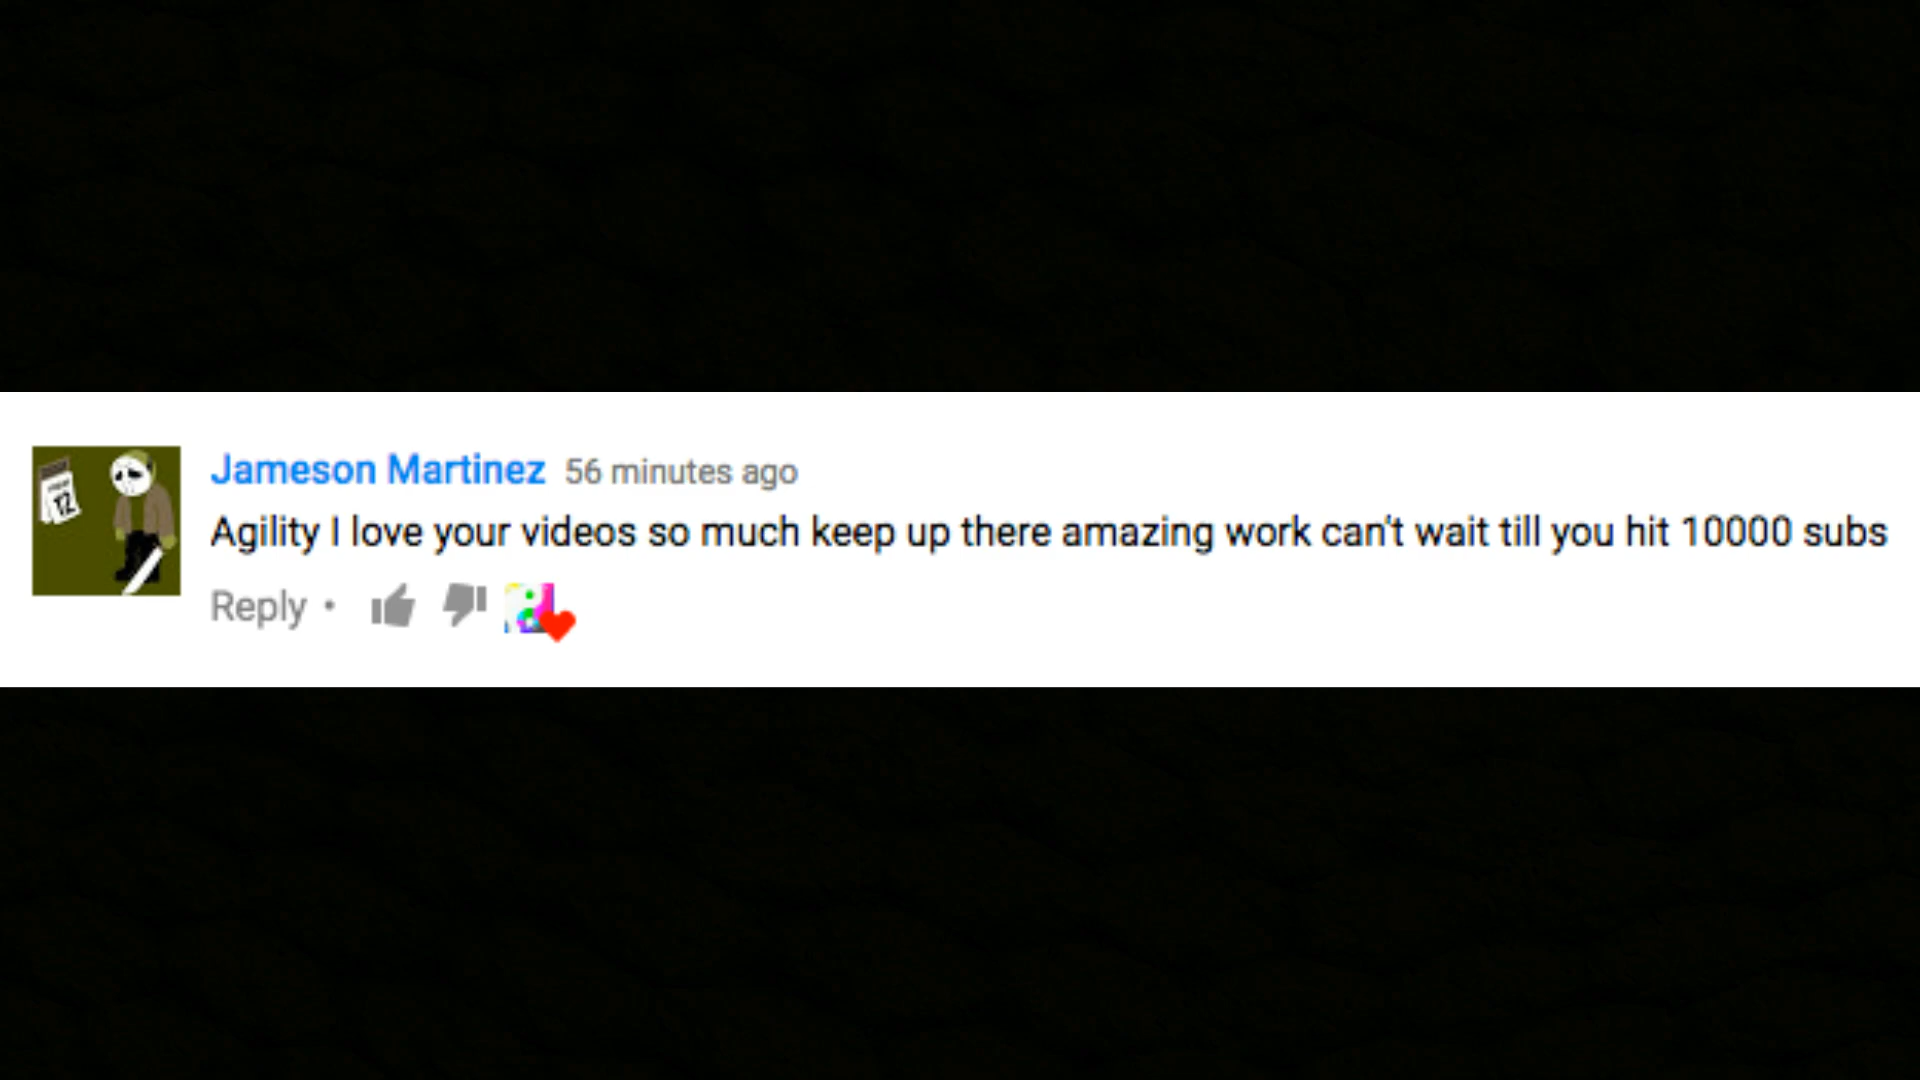 Jameson Martinez 56 minutes ago
Agility I love your videos so much keep up there amazing work can't wait till you hit 10000 subs
Reply •
12